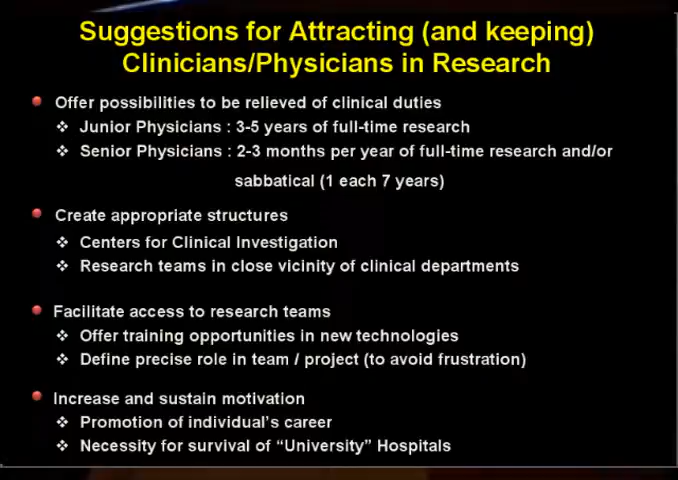 Suggestions for Attracting (and keeping)
Clinicians/Physicians in Research
Offer possibilities to be relieved of clinical duties
❖ Junior Physicians : 3-5 years of full-time research
❖ Senior Physicians : 2-3 months per year of full-time research and/or
sabbatical (1 each 7 years)
Create appropriate structures
❖ Centers for Clinical Investigation
❖ Research teams in close vicinity of clinical departments
Facilitate access to research teams
❖ Offer training opportunities in new technologies
❖ Define precise role in team / project (to avoid frustration)
Increase and sustain motivation
❖ Promotion of individual's career
❖ Necessity for survival of “University” Hospitals